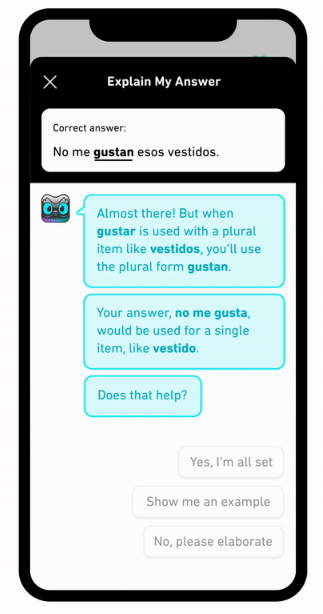 Explain My Answer
Correct answer:
No me gustan esos vestidos.
Almost there! But when
gustar is used with a plural
item like vestidos, you'll use
the plural form gustan.
Your answer, no me gusta,
would be used for a single
item, like vestido.
Does that help?
Yes, I'm all set
Show me an example
No, please elaborate